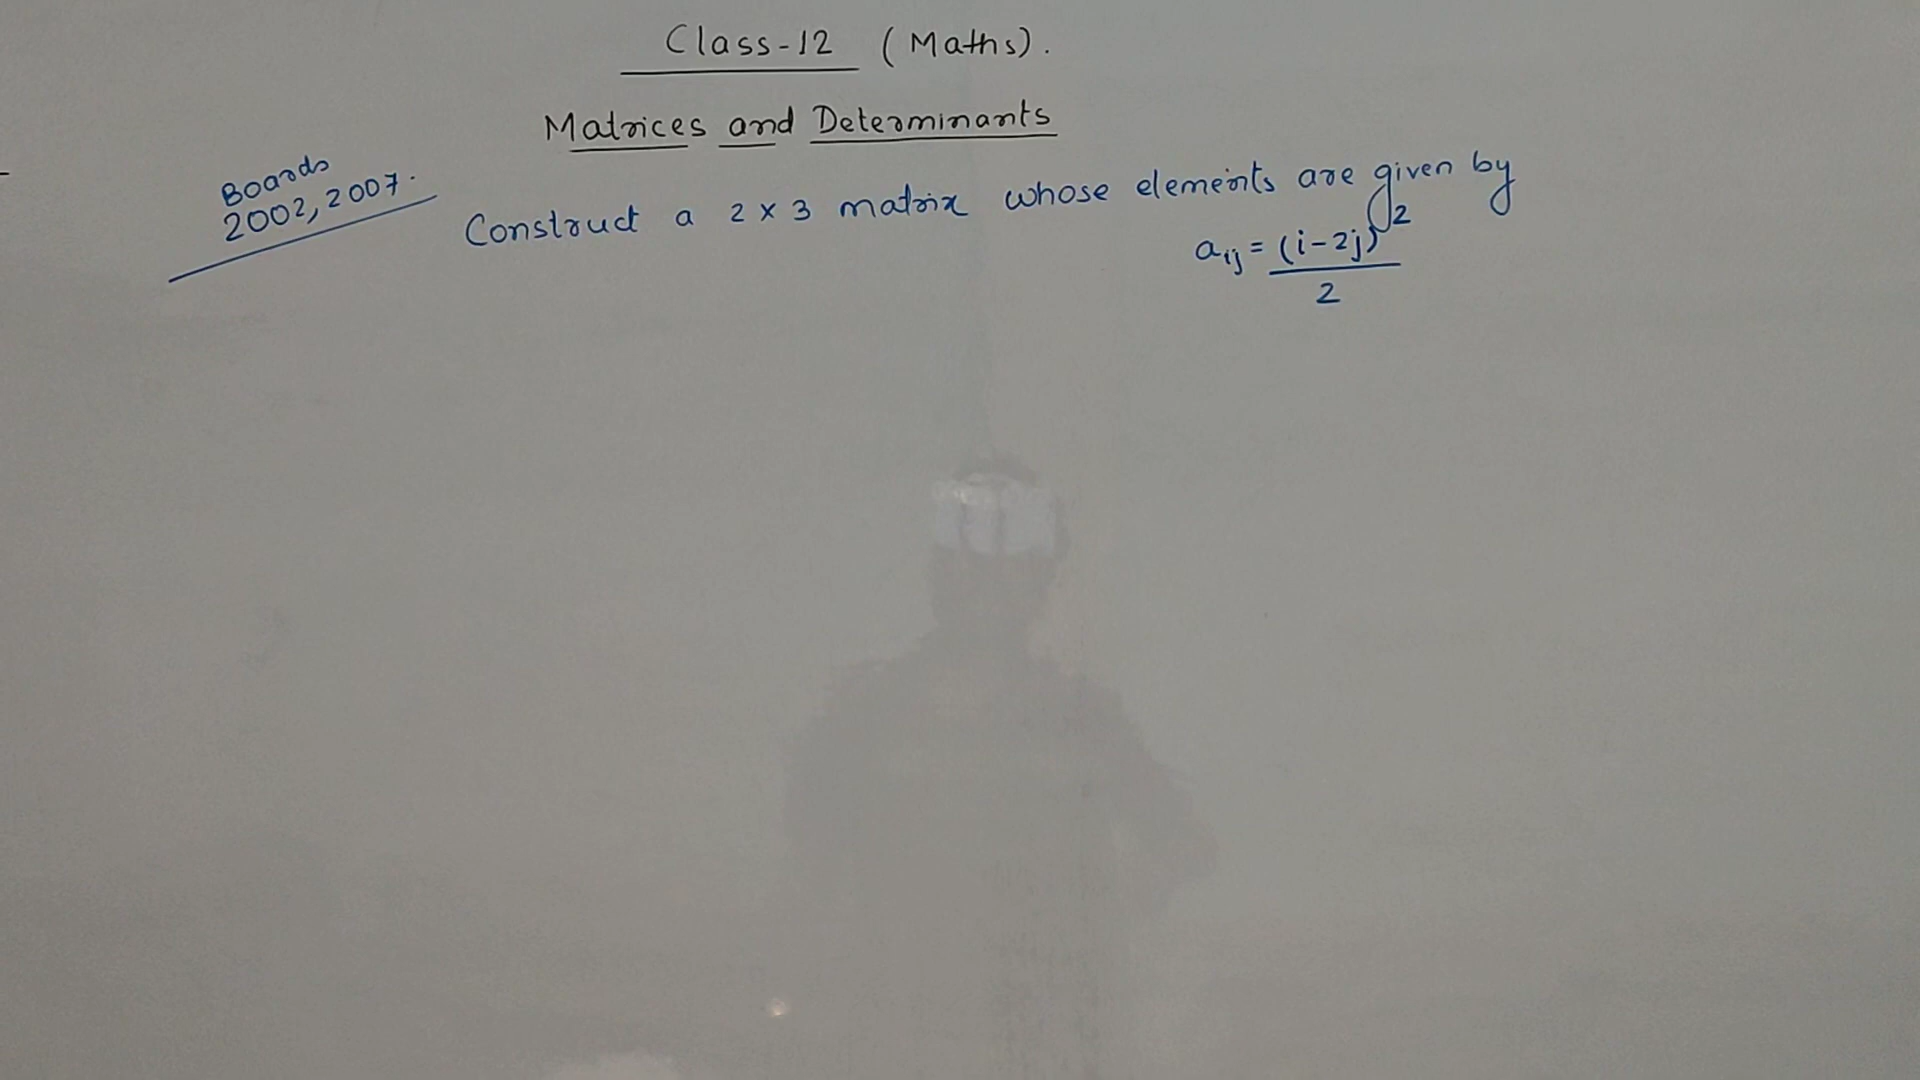 Class-12 (Maths).
Matrices and Determinants
Boards
2002, 2007.
Construct a 2 x 3 matrix whose elements are given by
aij = (i-2j)²
2